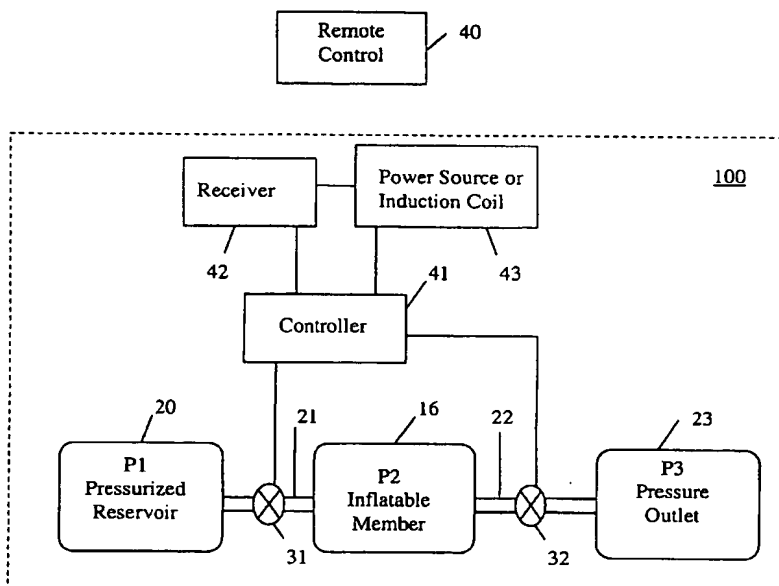 Remote
Control
40
100
Receiver
Power Source or
Induction Coil
42
41
43
Controller
20
21
16
22
23
P1
Pressurized
Reservoir
P2
Inflatable
Member
P3
Pressure
Outlet
31
32